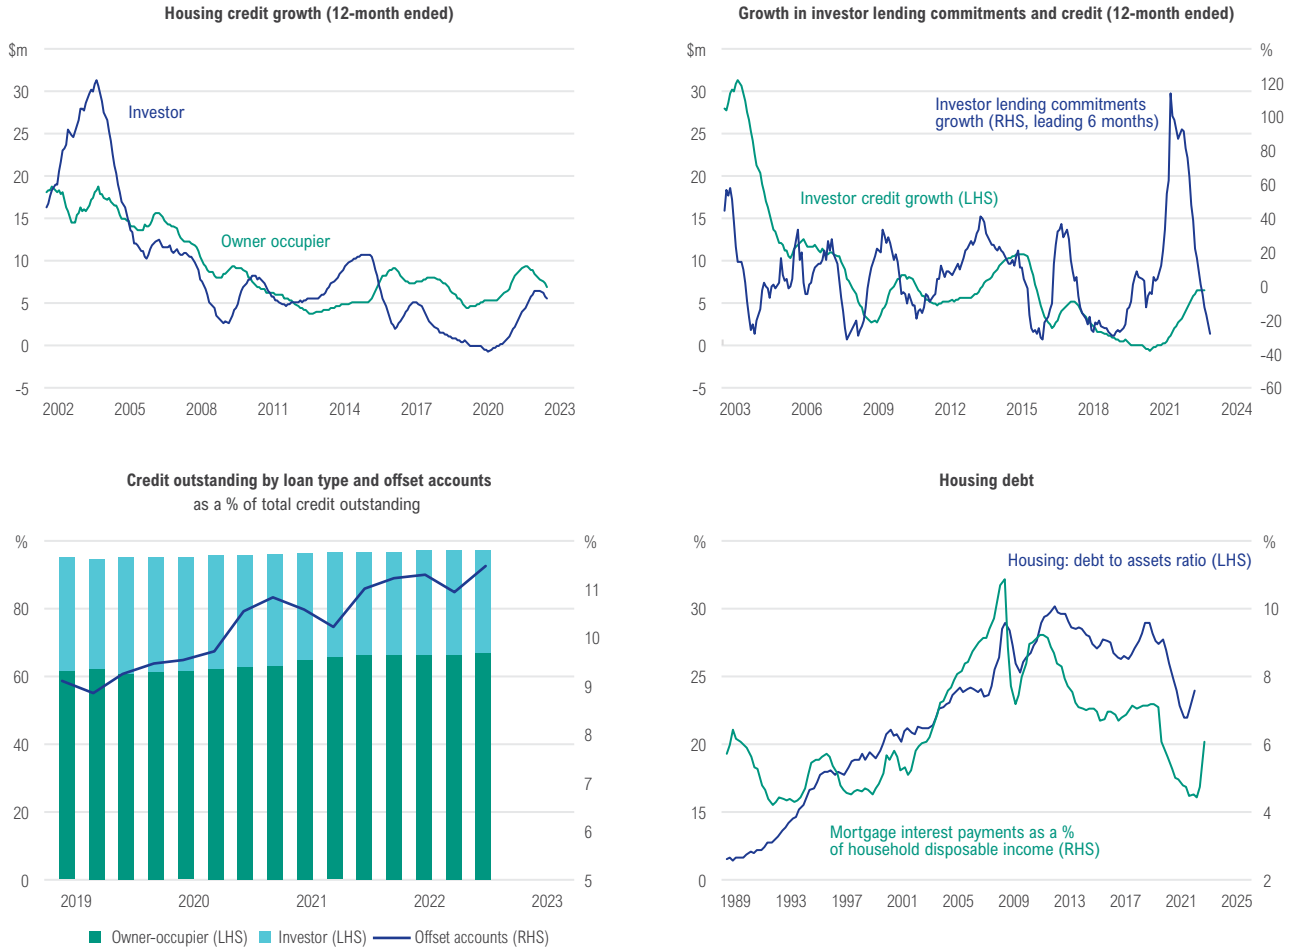 Housing credit growth (12-month ended)
$m
30
25
20
15
10
5
0
-5
Investor
Owner occupier
2002 2005 2008 2011 2014 2017 2020 2023
Growth in investor lending commitments and credit (12-month ended)
$m
%
30
25
20
15
10
5
0
-5
Investor lending commitments
growth (RHS, leading 6 months)
Investor credit growth (LHS)
120
100
80
60
40
20
0
-20
-40
-60
2003 2006 2009 2012 2015 2018 2021 2024
Credit outstanding by loan type and offset accounts
as a % of total credit outstanding
%
%
80
60
40
20
0
11
10
9
8
7
6
5
2019 2020 2021 2022 2023
Owner-occupier (LHS) Investor (LHS) Offset accounts (RHS)
Housing debt
%
%
Housing: debt to assets ratio (LHS)
30
25
20
15
0
Mortgage interest payments as a %
of household disposable income (RHS)
10
8
6
4
2
1989 1993 1997 2001 2005 2009 2013 2017 2021 2025